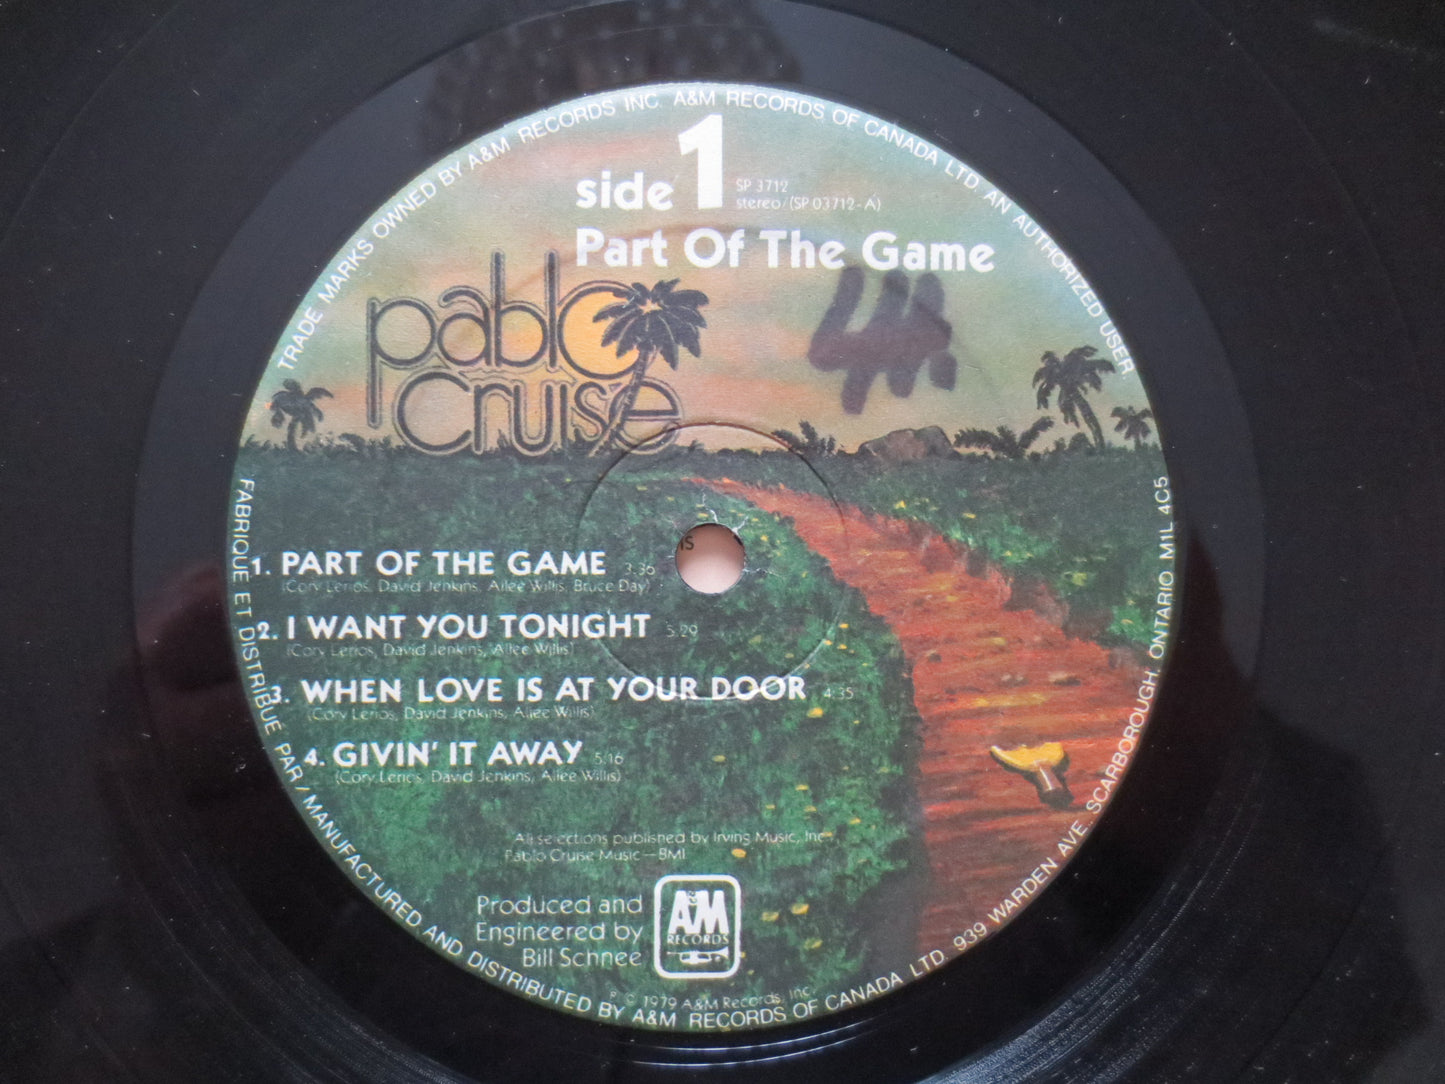 TRADE MARKS OWNED BY A&M RECORDS INC. A&M RECORDS OF CANADA LTD. AN AUTHORIZED USER.
side 1
SP 3712
stereo/(SP 03712-A)
Part Of The Game
pablo
cruise
1. PART OF THE GAME 3:36
(Cory Lerios, David Jenkins, Allee Willis, Bruce Day)
2. I WANT YOU TONIGHT 5:29
(Cory Lerios, David Jenkins, Allee Willis)
3. WHEN LOVE IS AT YOUR DOOR 4:35
(Cory Lerios, David Jenkins, Allee Willis)
4. GIVIN' IT AWAY 5:16
(Cory Lerios, David Jenkins, Allee Willis)
All selections published by Irving Music, Inc.
Pablo Cruise Music—BMI
Produced and
Engineered by
Bill Schnee
A&M
RECORDS
℗ © 1979 A&M Records, Inc.
FABRIQUE ET DISTRIBUÉ PAR/MANUFACTURED AND DISTRIBUTED BY A&M RECORDS OF CANADA LTD. 939 WARDEN AVE. SCARBOROUGH, ONTARIO M1L 4C5